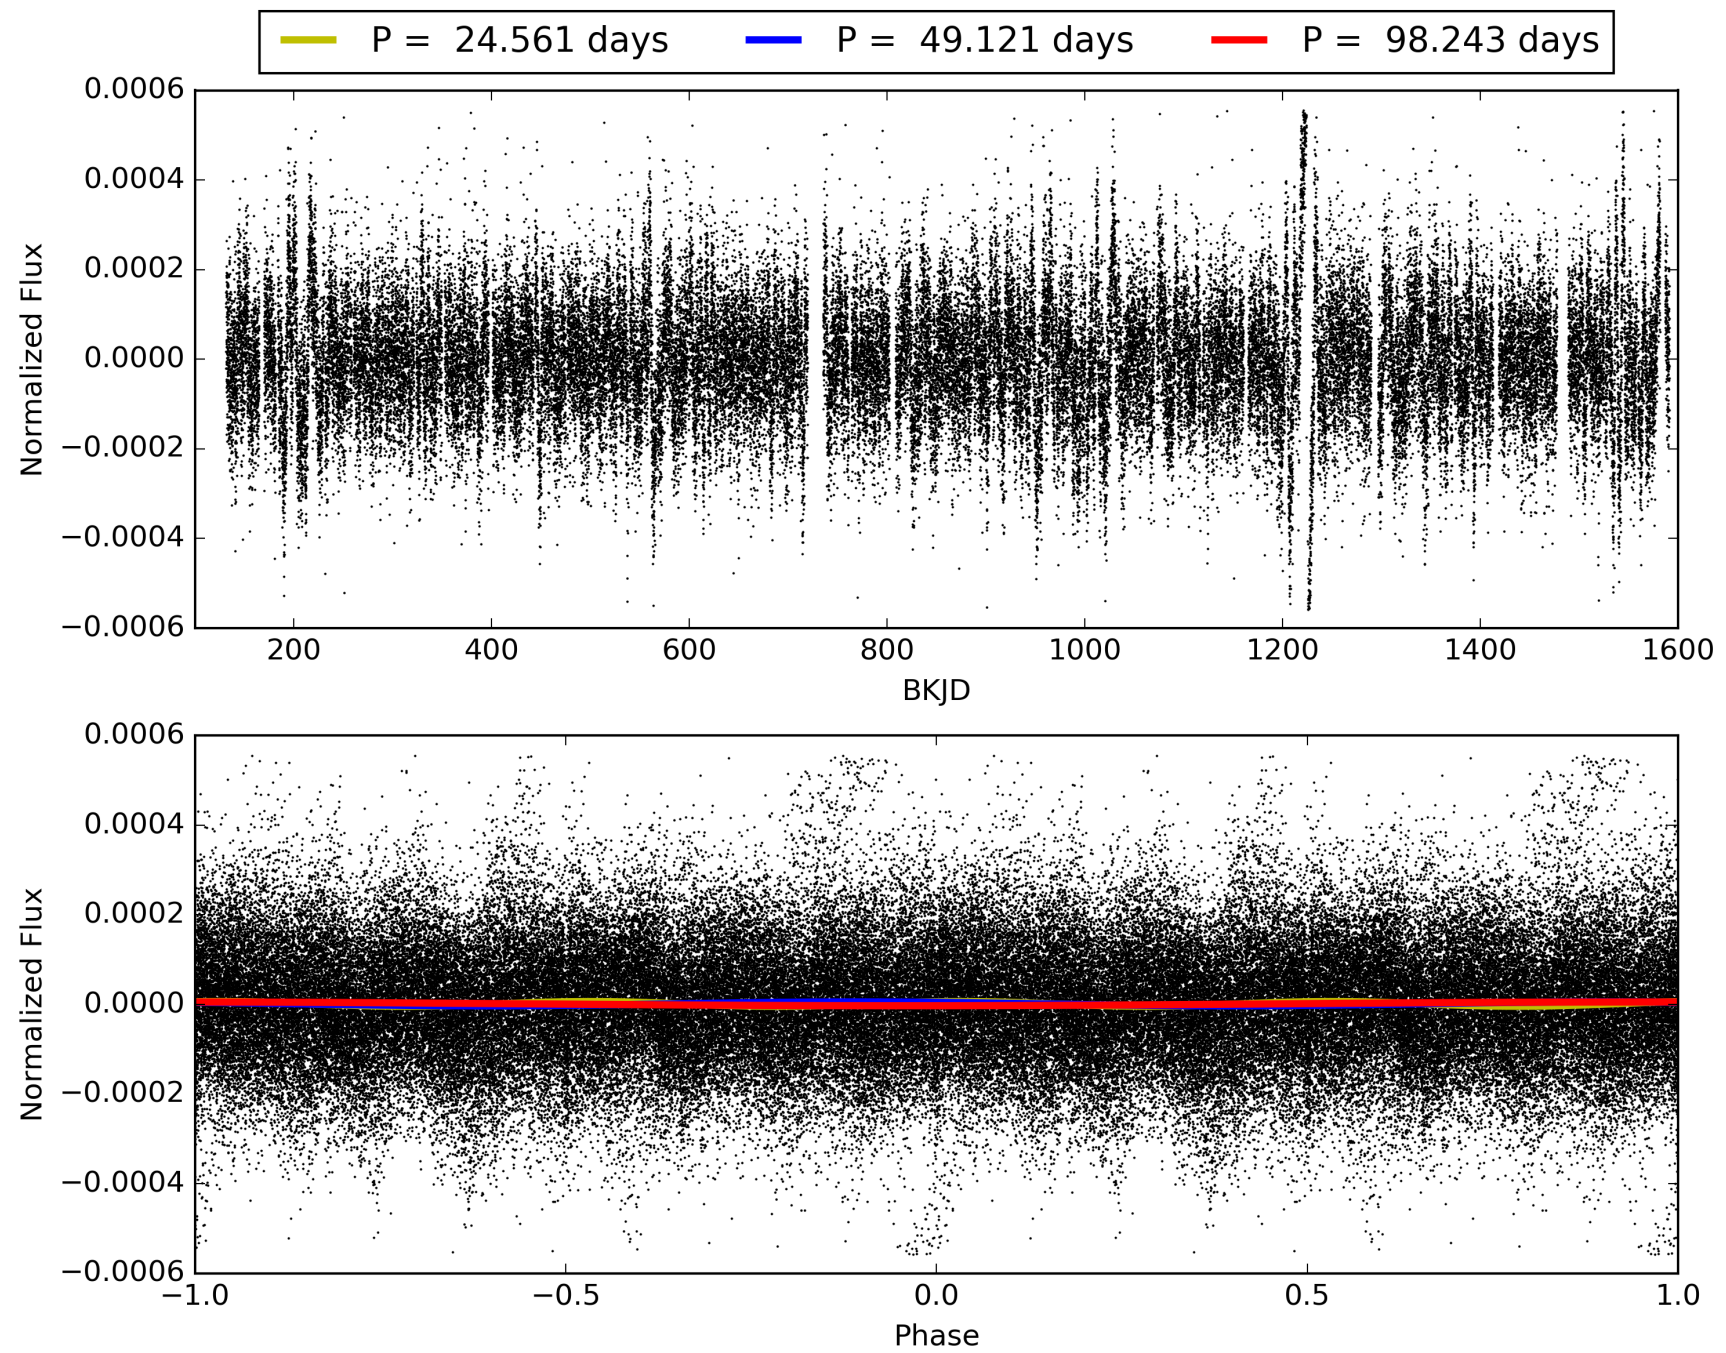 P = 24.561 days P = 49.121 days P = 98.243 days
0.0006
0.0004
0.0002
0.0000
−0.0002
−0.0004
−0.0006
Normalized Flux
200 400 600 800 1000 1200 1400 1600
BKJD
0.0006
0.0004
0.0002
0.0000
−0.0002
−0.0004
−0.0006
Normalized Flux
−1.0 −0.5 0.0 0.5 1.0
Phase